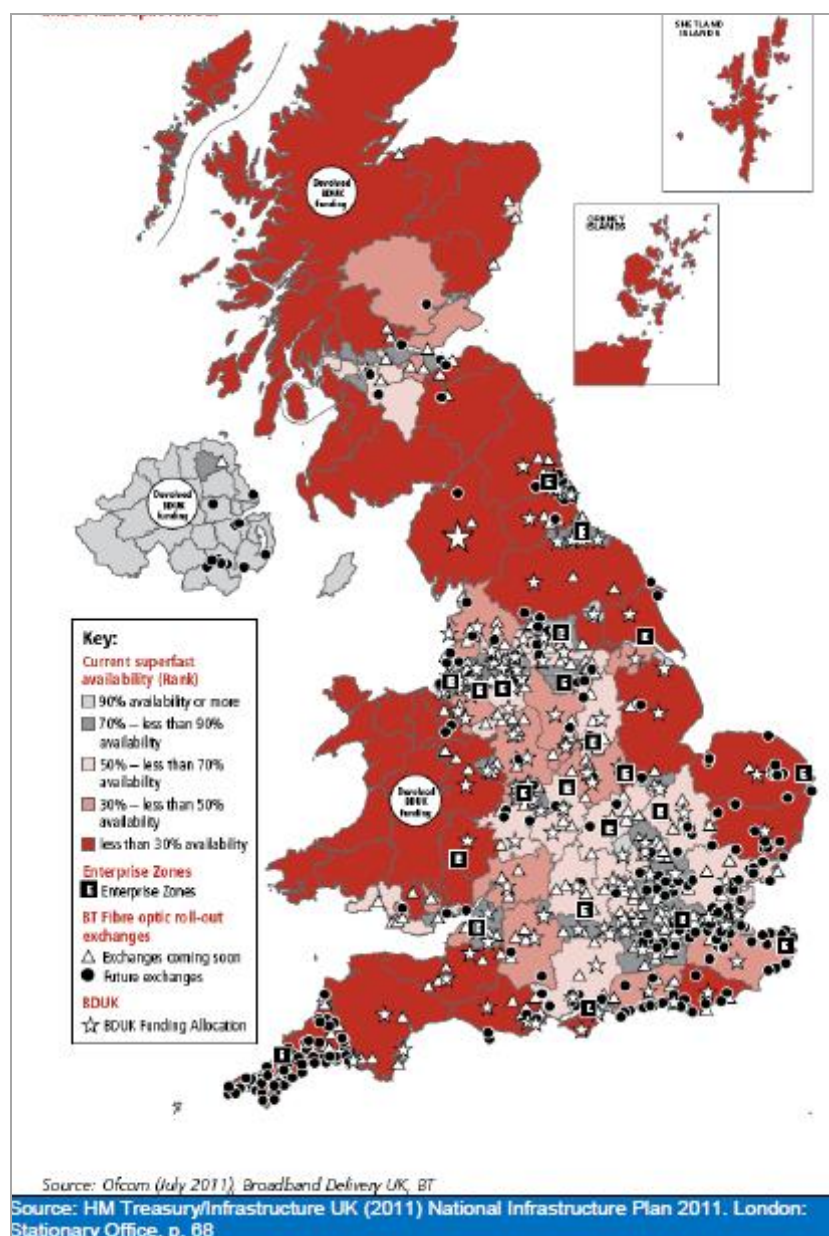 SHETLAND
ISLANDS
ORKNEY
ISLANDS
Devolved
BDUK
funding
Devolved
BDUK
funding
Devolved
BDUK
funding
Key:
Current superfast
availability (Rank)
90% availability or more
70% – less than 90%
availability
50% – less than 70%
availability
30% – less than 50%
availability
less than 30% availability
Enterprise Zones
E Enterprise Zones
BT Fibre optic roll-out
exchanges
Exchanges coming soon
Future exchanges
BDUK
BDUK Funding Allocation
Source: Ofcom (July 2011), Broadband Delivery UK, BT
Source: HM Treasury/Infrastructure UK (2011) National Infrastructure Plan 2011. London:
Stationary Office. p. 68